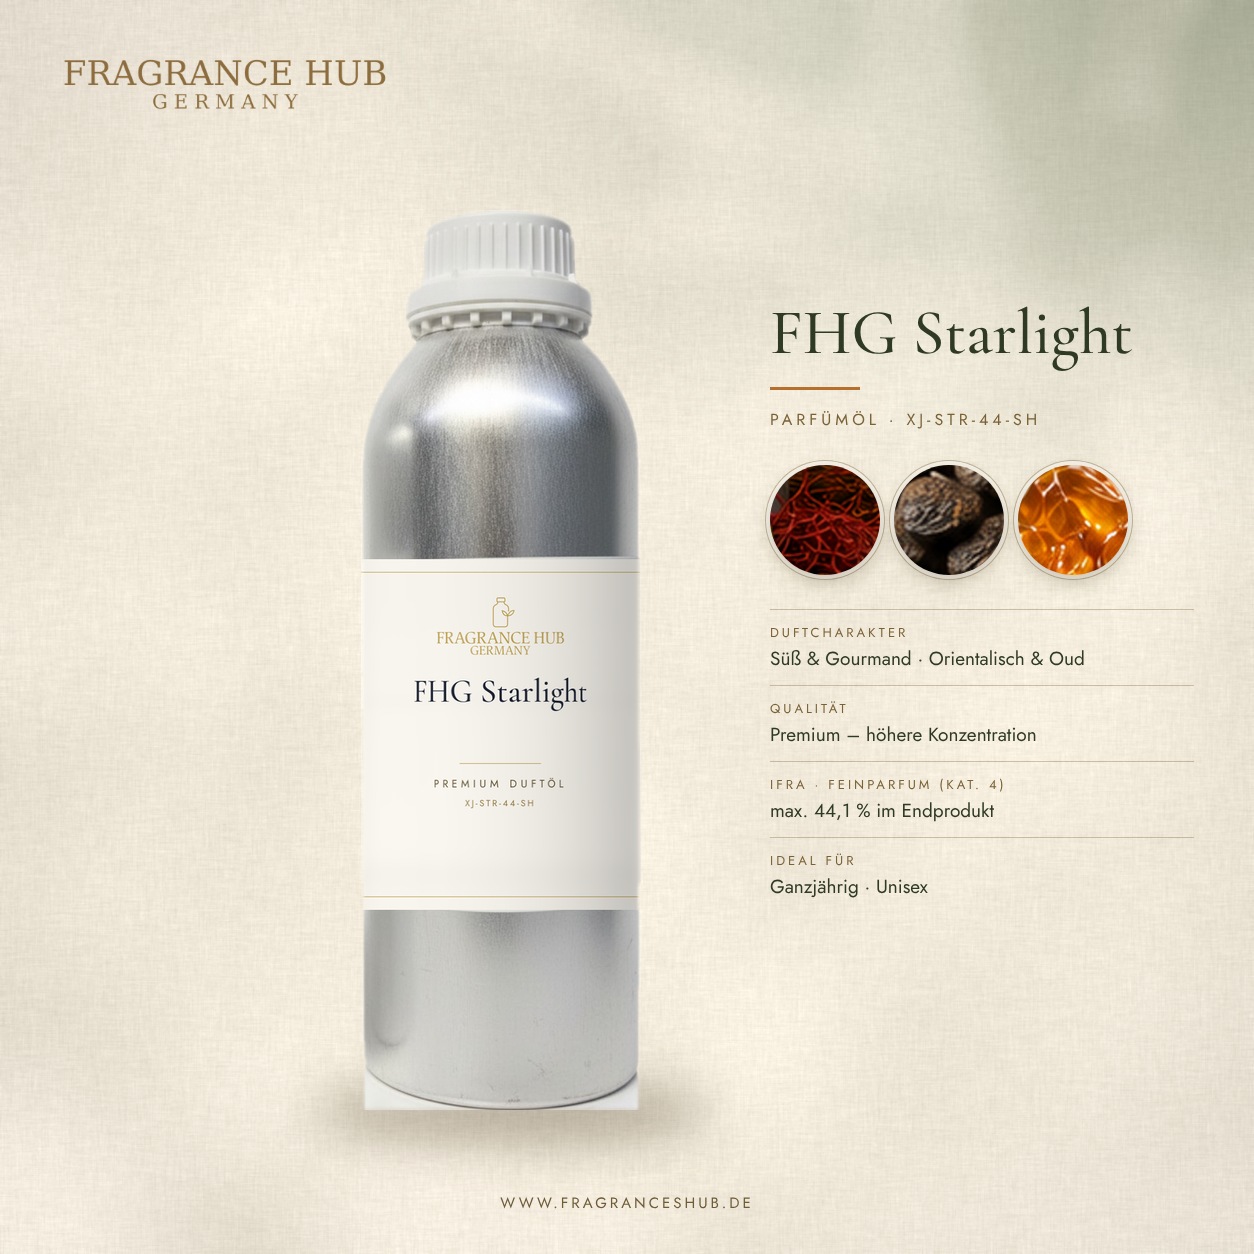 FRAGRANCE HUB
GERMANY
FHG Starlight
PARFÜMÖL · XJ-STR-44-SH
DUFTCHARAKTER
Süß & Gourmand · Orientalisch & Oud
QUALITÄT
Premium – höhere Konzentration
IFRA · FEINPARFUM (KAT. 4)
max. 44,1 % im Endprodukt
IDEAL FÜR
Ganzjährig · Unisex
FRAGRANCE HUB
GERMANY
FHG Starlight
PREMIUM DUFTÖL
XJ-STR-44-SH
WWW.FRAGRANCESHUB.DE